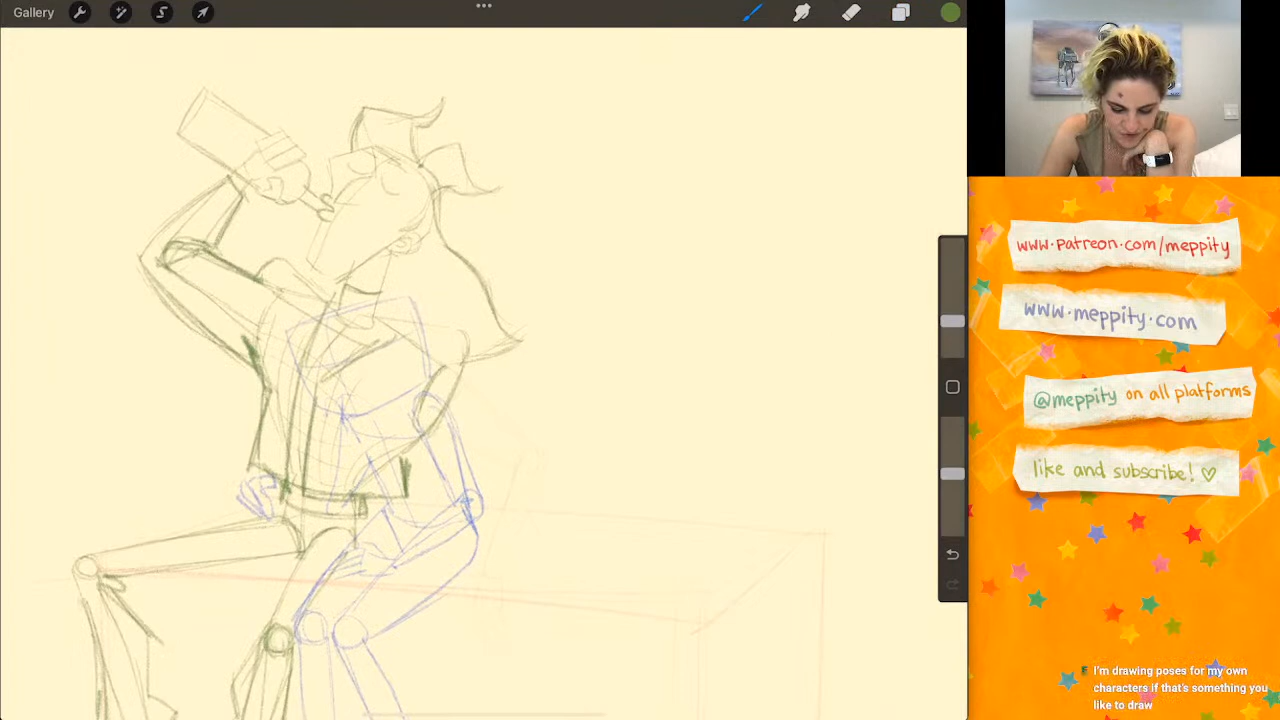 Gallery
www.patreon.com/meppity
www.meppity.com
@meppity on all platforms
like and subscribe! ♡
F I'm drawing poses for my own
characters if that's something you
like to draw